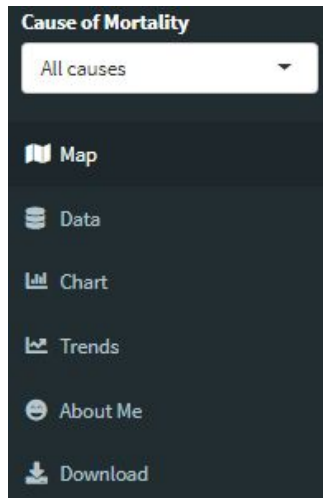 Cause of Mortality
All causes
Map
Data
Chart
Trends
About Me
Download